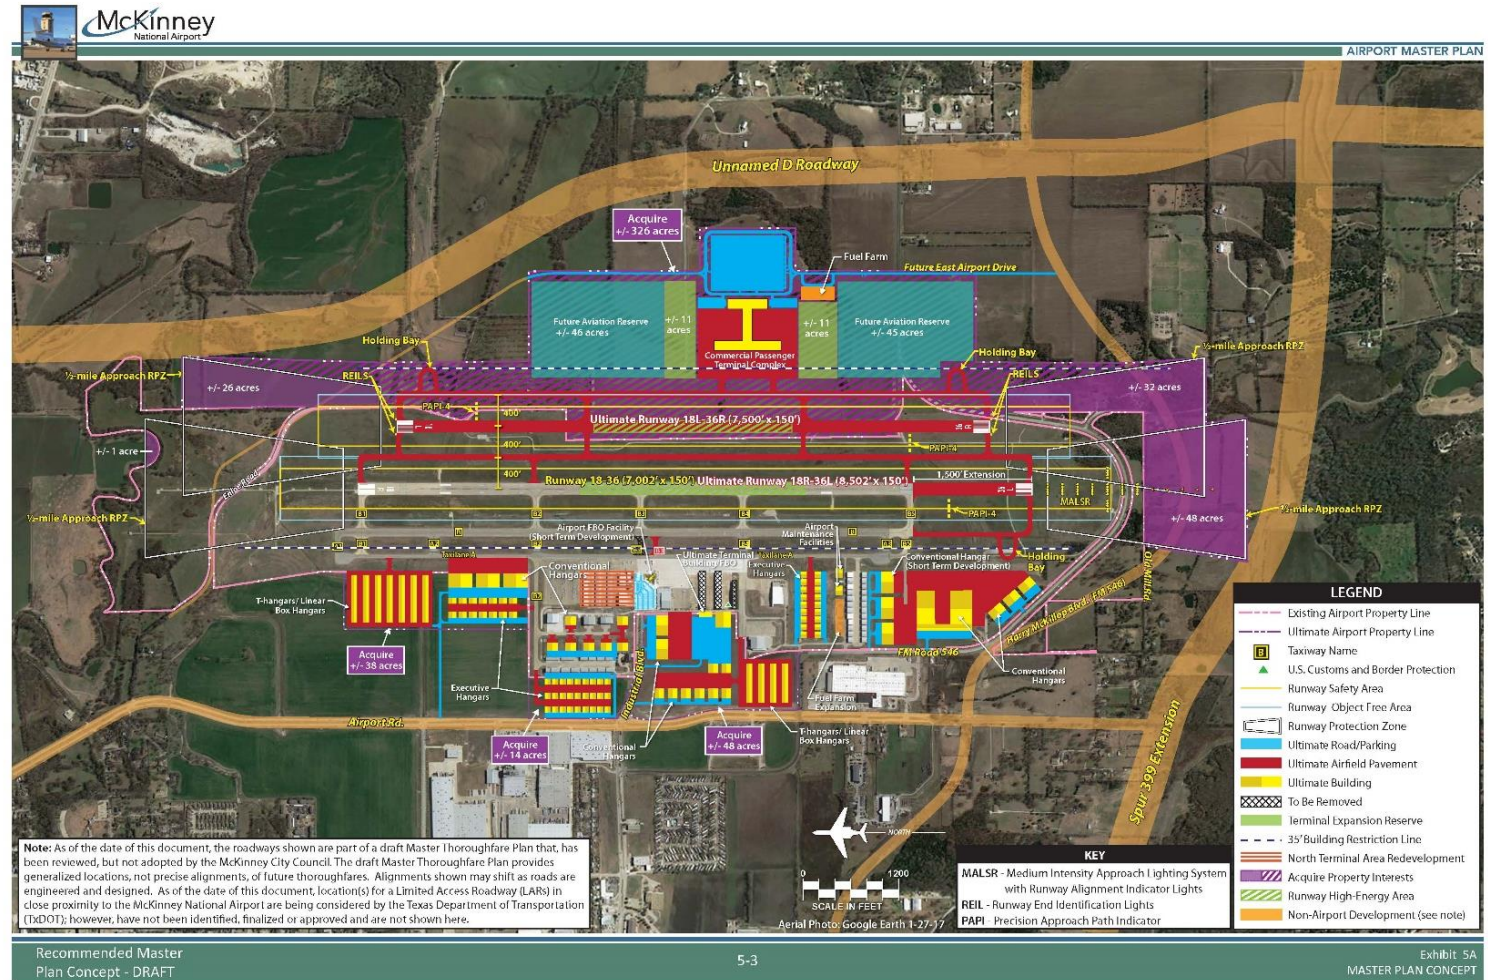 McKinney
National Airport
AIRPORT MASTER PLAN
Unnamed D Roadway
Acquire
+/- 326 acres
Fuel Farm
Future East Airport Drive
Future Aviation Reserve
+/- 46 acres
+/- 11
acres
+/- 11
acres
Future Aviation Reserve
+/- 45 acres
Commercial Passenger
Terminal Complex
Holding Bay
Holding Bay
½-mile Approach RPZ
½-mile Approach RPZ
REILS
REILS
+/- 26 acres
+/- 32 acres
PAPI-4
400'
Ultimate Runway 18L-36R (7,500' x 150')
400'
PAPI-4
+/- 1 acre
400'
Runway 18-36 (7,002' x 150')
Ultimate Runway 18R-36L (8,502' x 150')
1,500' Extension
MALSR
PAPI-4
½-mile Approach RPZ
½-mile Approach RPZ
+/- 48 acres
Airport FBO Facility
(Short Term Development)
Airport
Maintenance
Facilities
Taxilane A
Ultimate Terminal
Building/FBO
Taxilane A
Executive
Hangars
Conventional Hangar
(Short Term Development)
Holding
Bay
Conventional
Hangars
T-hangars/ Linear
Box Hangars
Old Mill Rd
Harry McKillop Blvd. (FM 546)
FM Road 546
Acquire
+/- 38 acres
Executive
Hangars
Industrial Blvd.
Fuel Farm
Expansion
Conventional
Hangars
Airport Rd.
Acquire
+/- 14 acres
Conventional
Hangars
Acquire
+/- 48 acres
T-hangars/ Linear
Box Hangars
Spur 399 Extension
LEGEND
Existing Airport Property Line
Ultimate Airport Property Line
B
Taxiway Name
U.S. Customs and Border Protection
Runway Safety Area
Runway Object Free Area
Runway Protection Zone
Ultimate Road/Parking
Ultimate Airfield Pavement
Ultimate Building
To Be Removed
Terminal Expansion Reserve
35' Building Restriction Line
North Terminal Area Redevelopment
Acquire Property Interests
Runway High-Energy Area
Non-Airport Development (see note)
Note: As of the date of this document, the roadways shown are part of a draft Master Thoroughfare Plan that, has
been reviewed, but not adopted by the McKinney City Council. The draft Master Thoroughfare Plan provides
generalized locations, not precise alignments, of future thoroughfares. Alignments shown may shift as roads are
engineered and designed. As of the date of this document, location(s) for a Limited Access Roadway (LARs) in
close proximity to the McKinney National Airport are being considered by the Texas Department of Transportation
(TxDOT); however, have not been identified, finalized or approved and are not shown here.
NORTH
0 1200
SCALE IN FEET
Aerial Photo: Google Earth 1-27-17
KEY
MALSR - Medium Intensity Approach Lighting System
with Runway Alignment Indicator Lights
REIL - Runway End Identification Lights
PAPI - Precision Approach Path Indicator
Recommended Master
Plan Concept - DRAFT
5-3
Exhibit 5A
MASTER PLAN CONCEPT